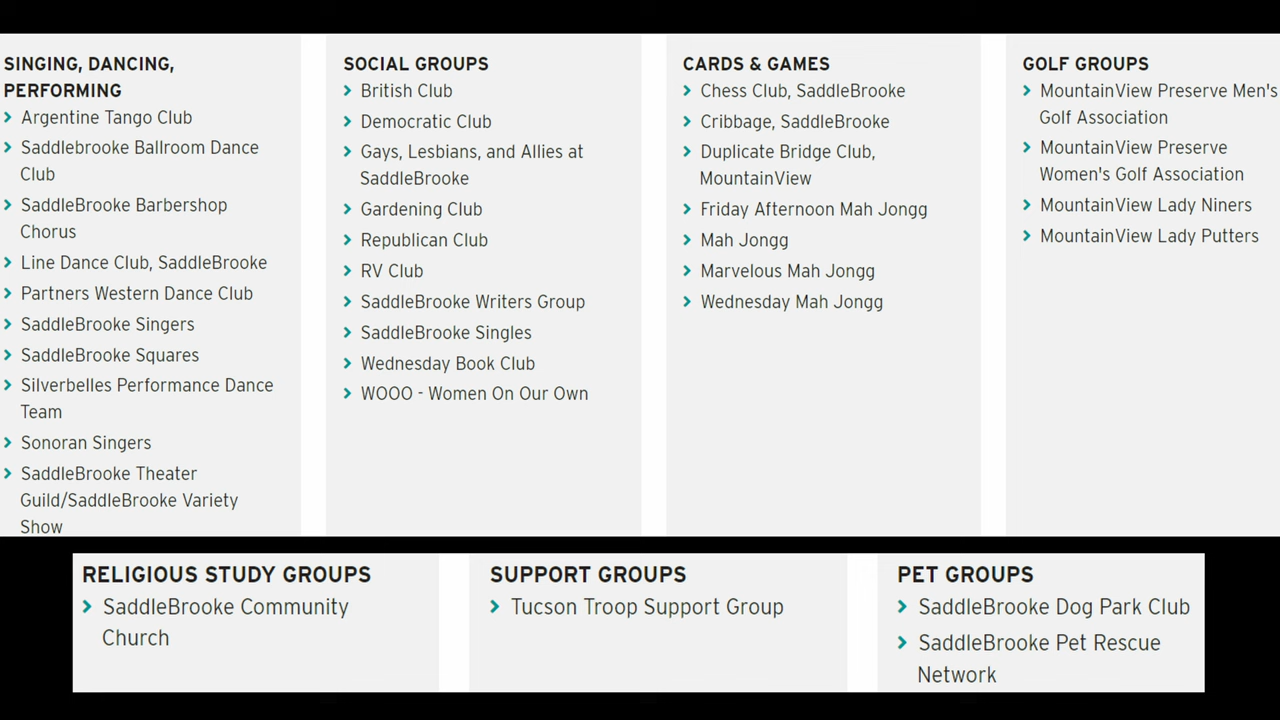 SINGING, DANCING,
PERFORMING
Argentine Tango Club
Saddlebrooke Ballroom Dance
Club
SaddleBrooke Barbershop
Chorus
Line Dance Club, SaddleBrooke
Partners Western Dance Club
SaddleBrooke Singers
SaddleBrooke Squares
Silverbelles Performance Dance
Team
Sonoran Singers
SaddleBrooke Theater
Guild/SaddleBrooke Variety
Show
SOCIAL GROUPS
British Club
Democratic Club
Gays, Lesbians, and Allies at
SaddleBrooke
Gardening Club
Republican Club
RV Club
SaddleBrooke Writers Group
SaddleBrooke Singles
Wednesday Book Club
WOOO - Women On Our Own
CARDS & GAMES
Chess Club, SaddleBrooke
Cribbage, SaddleBrooke
Duplicate Bridge Club,
MountainView
Friday Afternoon Mah Jongg
Mah Jongg
Marvelous Mah Jongg
Wednesday Mah Jongg
GOLF GROUPS
MountainView Preserve Men's
Golf Association
MountainView Preserve
Women's Golf Association
MountainView Lady Niners
MountainView Lady Putters
RELIGIOUS STUDY GROUPS
SaddleBrooke Community
Church
SUPPORT GROUPS
Tucson Troop Support Group
PET GROUPS
SaddleBrooke Dog Park Club
SaddleBrooke Pet Rescue
Network